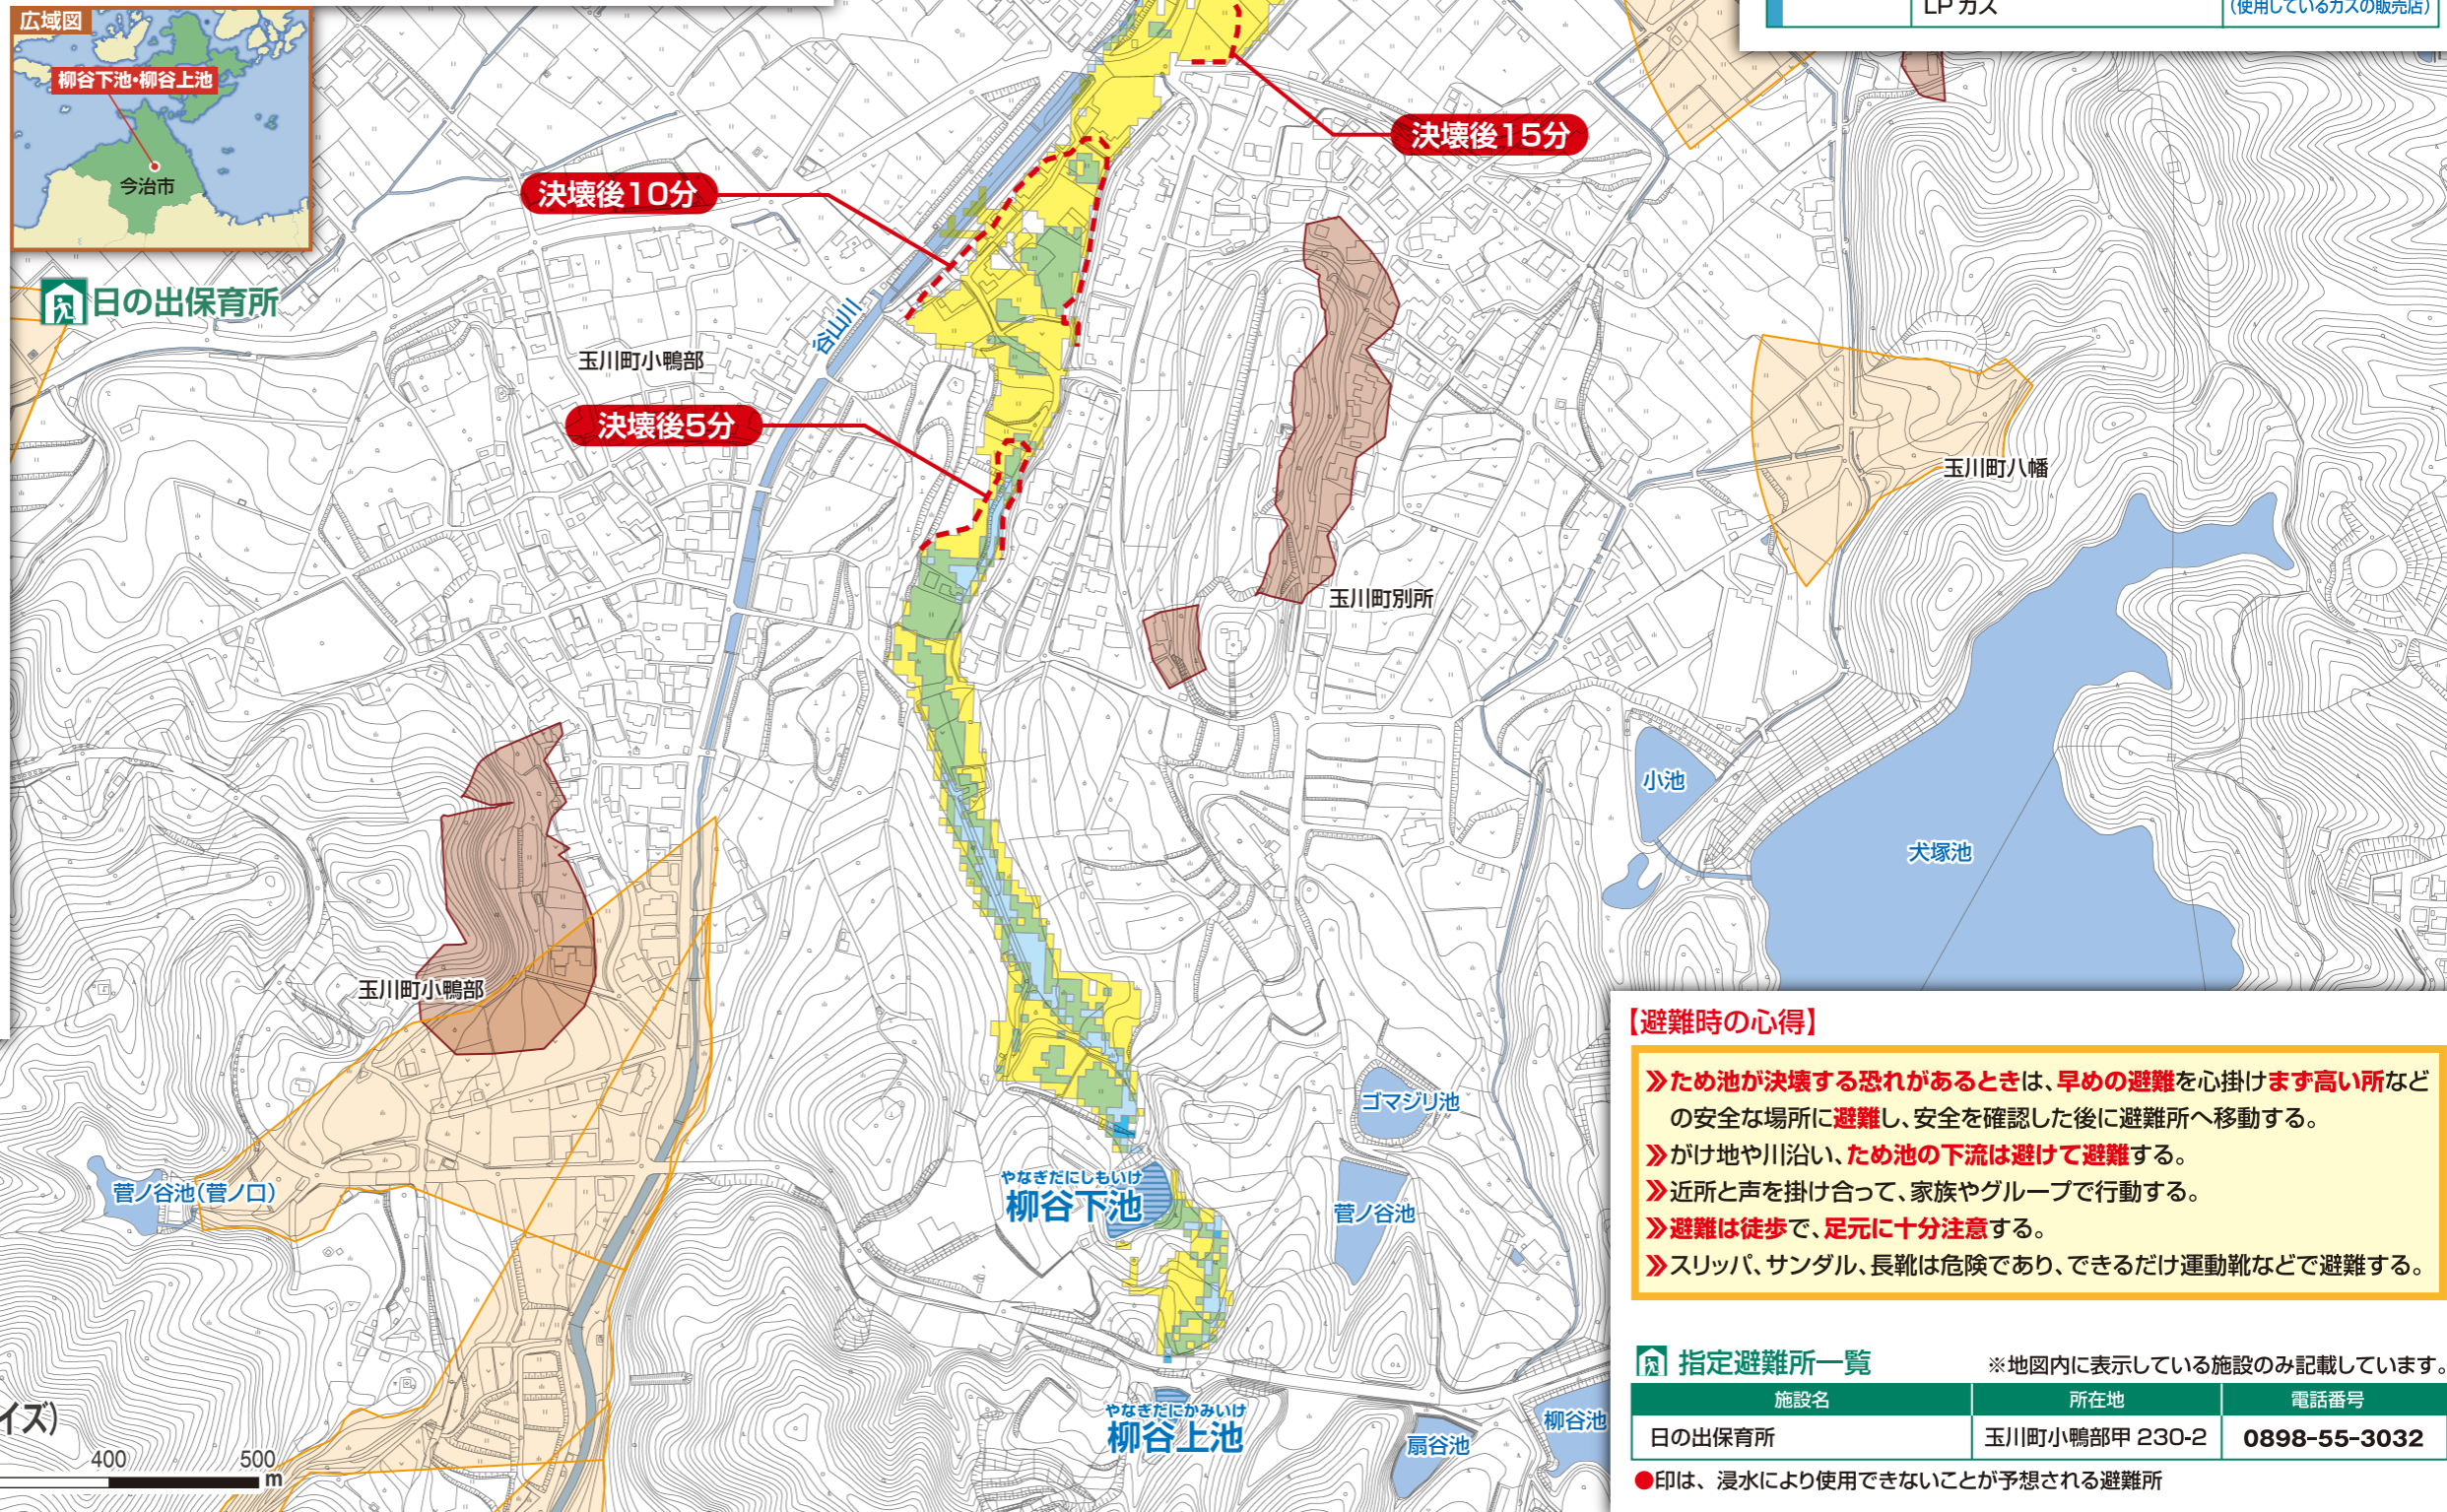 広域図
柳谷下池・柳谷上池
今治市
LPガス
(使用しているガスの販売店)
決壊後15分
決壊後10分
日の出保育所
谷山川
玉川町小鴨部
決壊後5分
玉川町八幡
玉川町別所
小池
犬塚池
玉川町小鴨部
ゴマジリ池
菅ノ谷池(菅ノ口)
やなぎだにしもいけ
柳谷下池
菅ノ谷池
やなぎだにかみいけ
柳谷上池
扇谷池
柳谷池
イズ)
400
500
m
【避難時の心得】
≫ため池が決壊する恐れがあるときは、早めの避難を心掛けまず高い所など
の安全な場所に避難し、安全を確認した後に避難所へ移動する。
≫がけ地や川沿い、ため池の下流は避けて避難する。
≫近所と声を掛け合って、家族やグループで行動する。
≫避難は徒歩で、足元に十分注意する。
≫スリッパ、サンダル、長靴は危険であり、できるだけ運動靴などで避難する。
指定避難所一覧
※地図内に表示している施設のみ記載しています。
施設名 所在地 電話番号
日の出保育所 玉川町小鴨部甲 230-2 0898-55-3032
●印は、浸水により使用できないことが予想される避難所